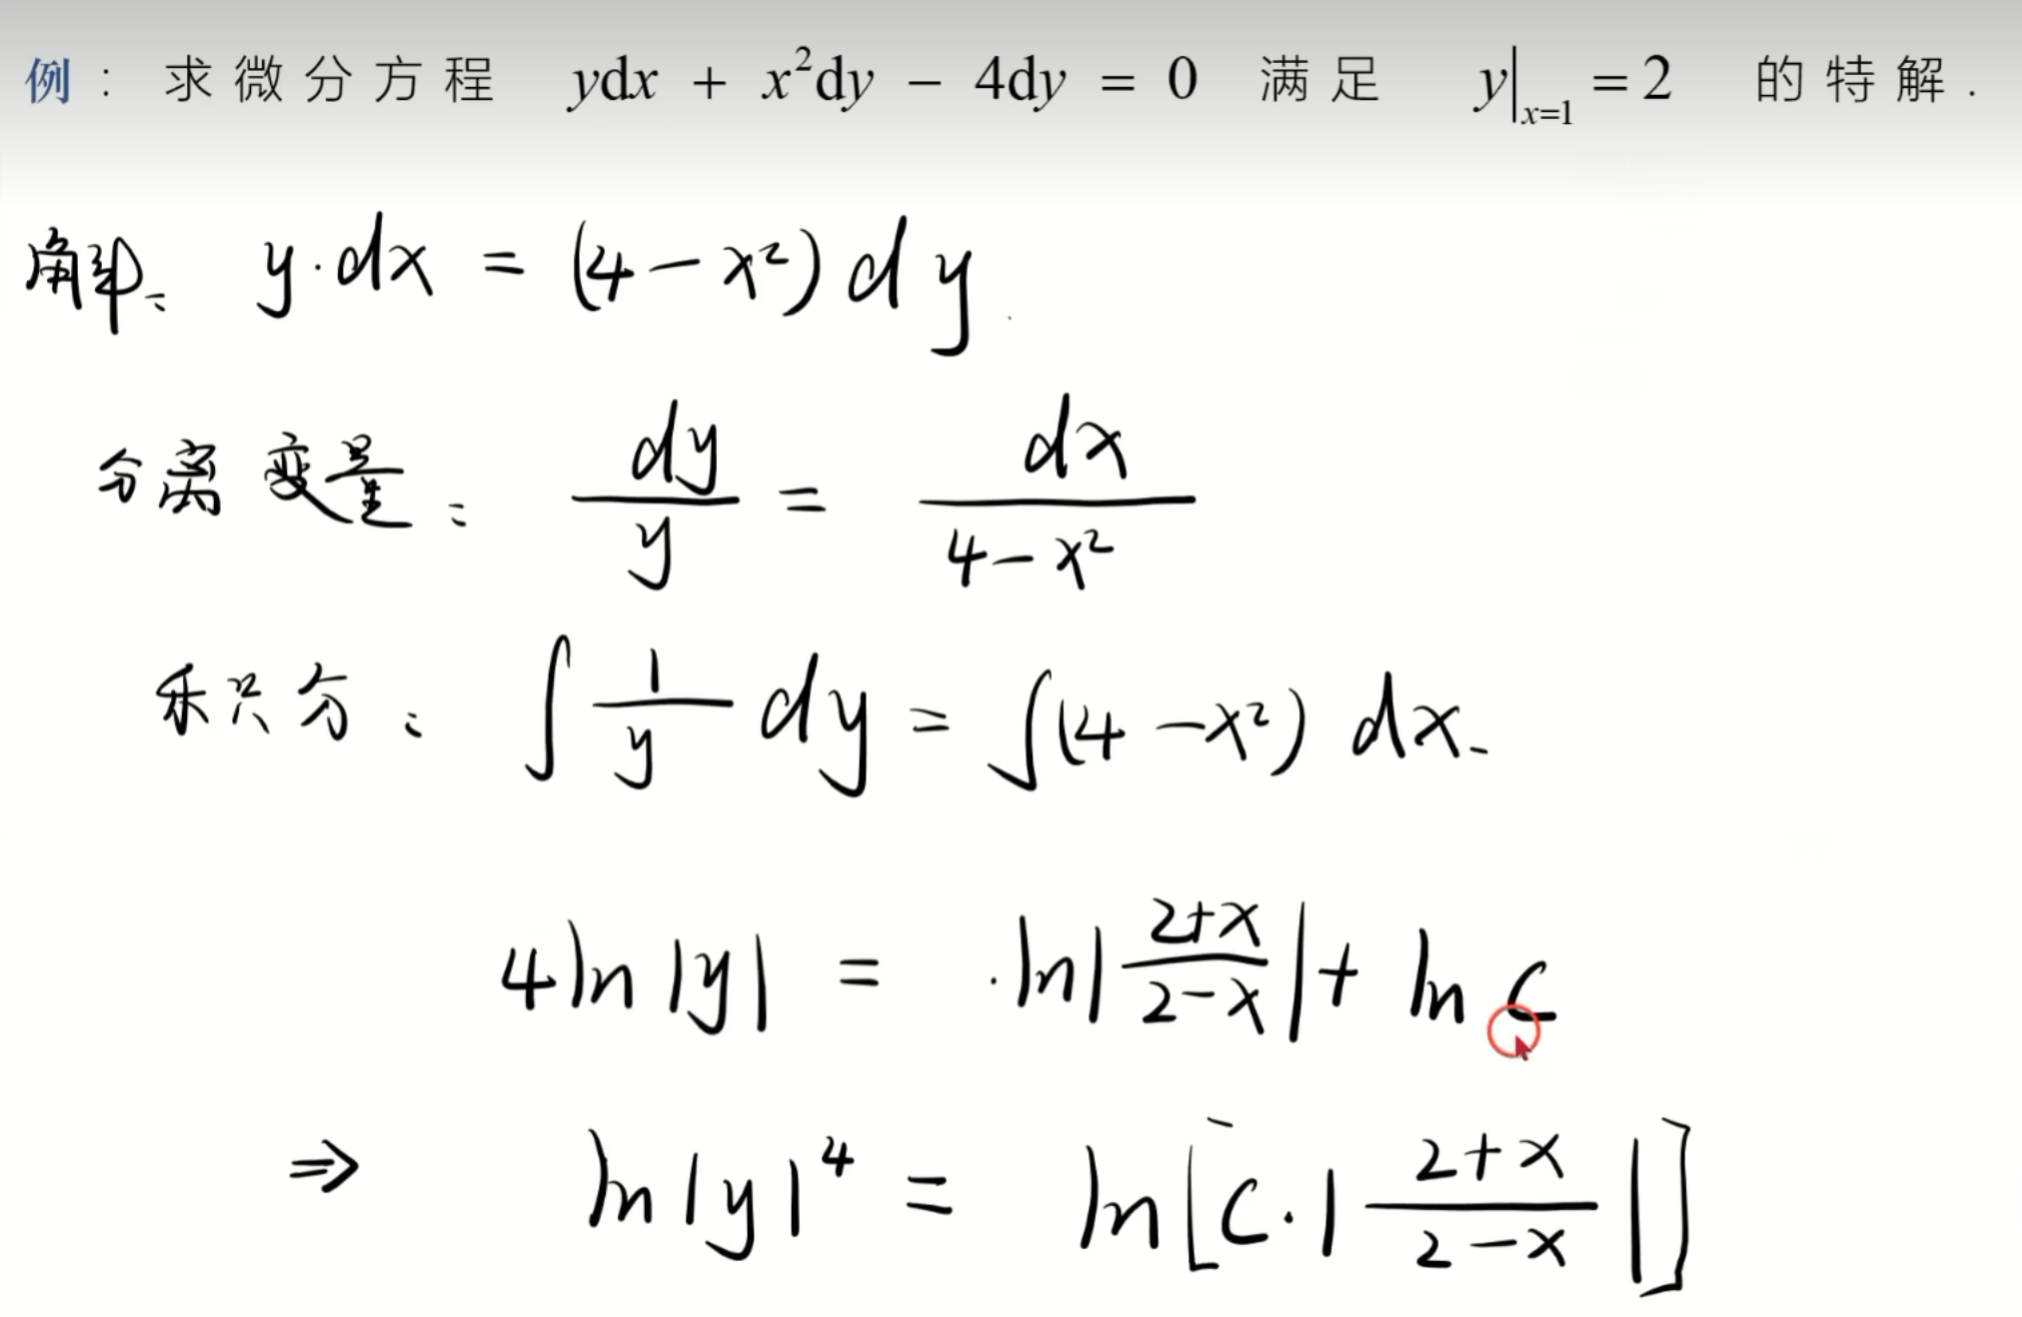 例：求微分方程 ydx + x²dy − 4dy = 0 满足 y|ₓ₌₁ = 2 的特解.
解: y·dx = (4−x²)dy.
分离变量: dy/y = dx/(4−x²)
积分: ∫ 1/y dy = ∫(4−x²) dx.
4ln|y| = ln|(2+x)/(2−x)| + ln C
⇒ ln|y|⁴ = ln[C·|(2+x)/(2−x)|]